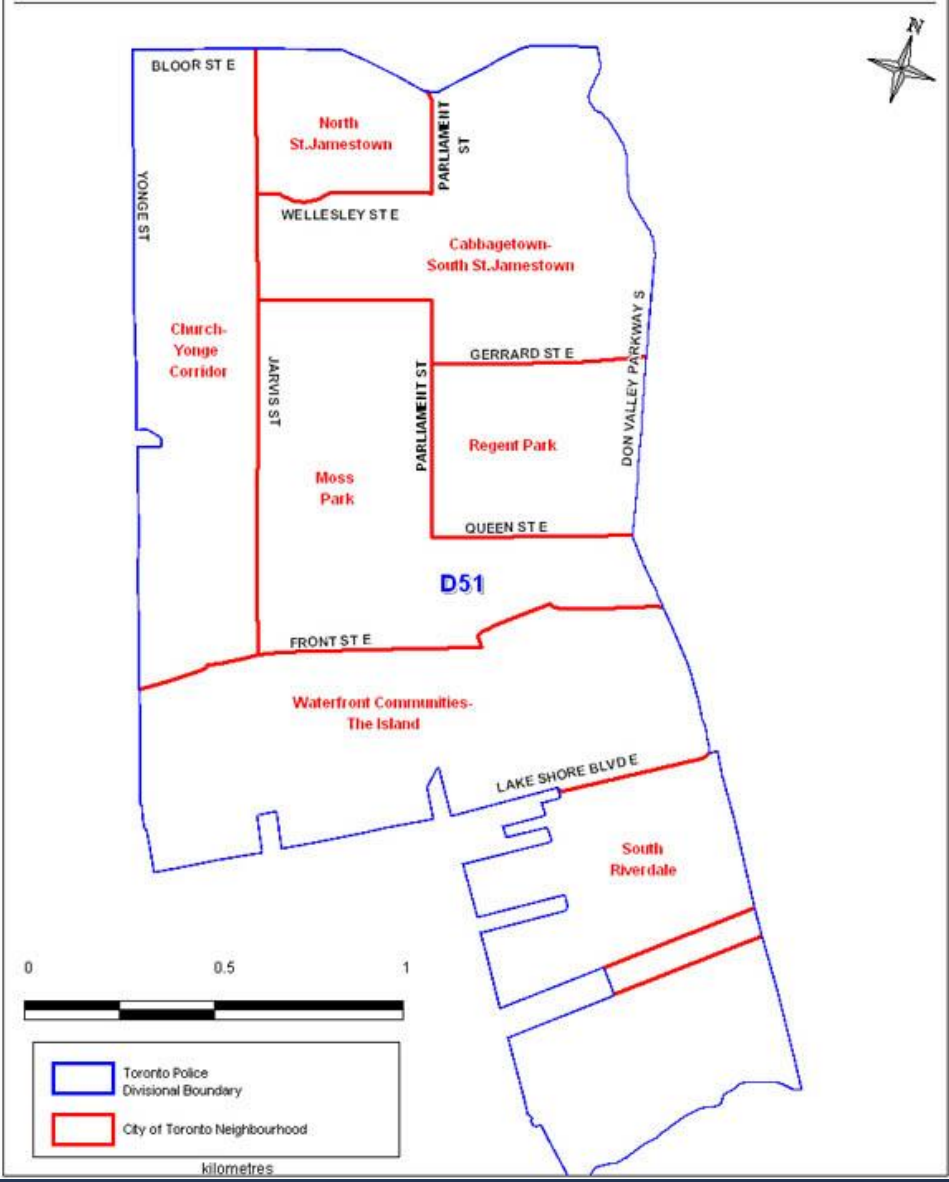 N
BLOOR ST E
North
St.Jamestown
PARLIAMENT
ST
YONGE ST
WELLESLEY ST E
Cabbagetown-
South St.Jamestown
Church-
Yonge
Corridor
JARVIS ST
PARLIAMENT ST
GERRARD ST E
DON VALLEY PARKWAY S
Regent Park
Moss
Park
QUEEN ST E
D51
FRONT ST E
Waterfront Communities-
The Island
LAKE SHORE BLVD E
South
Riverdale
0 0.5 1
Toronto Police
Divisional Boundary
City of Toronto Neighbourhood
kilometres